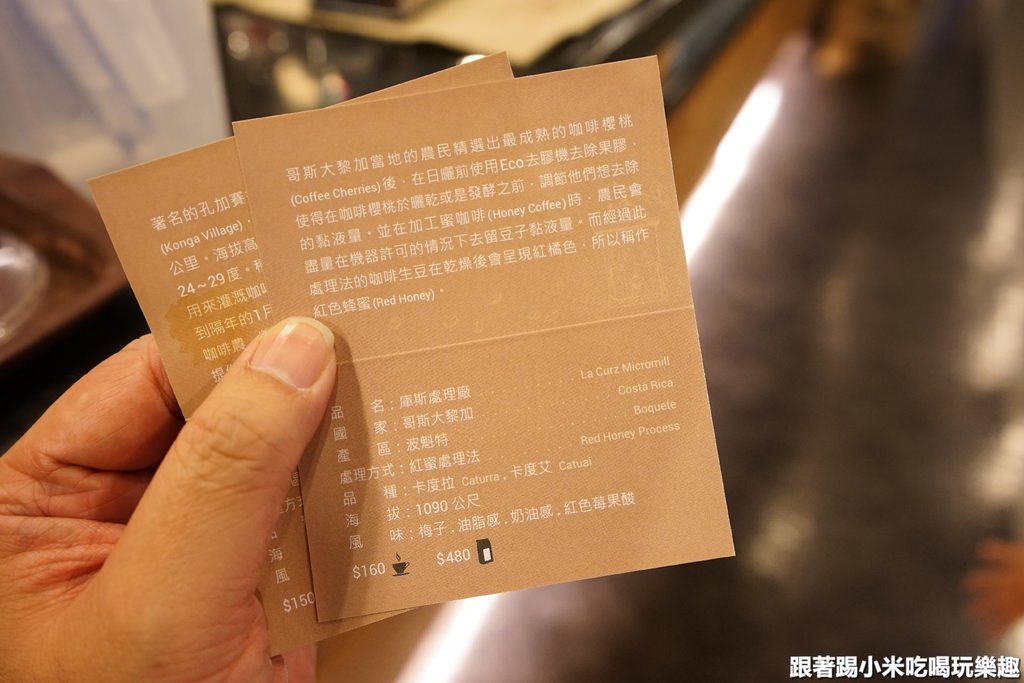 哥斯大黎加當地的農民精選出最成熟的咖啡櫻桃
(Coffee Cherries)後，在日曬前使用Eco去膠機去除果膠，
使得在咖啡櫻桃於曬乾或是發酵之前，調節他們想去除
的黏液量。並在加工蜜咖啡(Honey Coffee)時，農民會
盡量在機器許可的情況下去留豆子黏液量。而經過此
處理法的咖啡生豆在乾燥後會呈現紅橘色，所以稱作
紅色蜂蜜(Red Honey)。
品 名：庫斯處理廠 La Curz Micromill
國 家：哥斯大黎加 Costa Rica
產 區：波魁特 Boquete
處理方式：紅蜜處理法 Red Honey Process
品 種：卡度拉 Caturra . 卡度艾 Catuai
海 拔：1090 公尺
風 味：梅子 . 油脂感 . 奶油感 . 紅色莓果酸
$160 $480
著名的孔加賽
(Konga Village)，
公里。海拔高
24～29度。
用來灌溉咖啡
到隔年的1月
咖啡農
海
風
$150
跟著踢小米吃喝玩樂趣